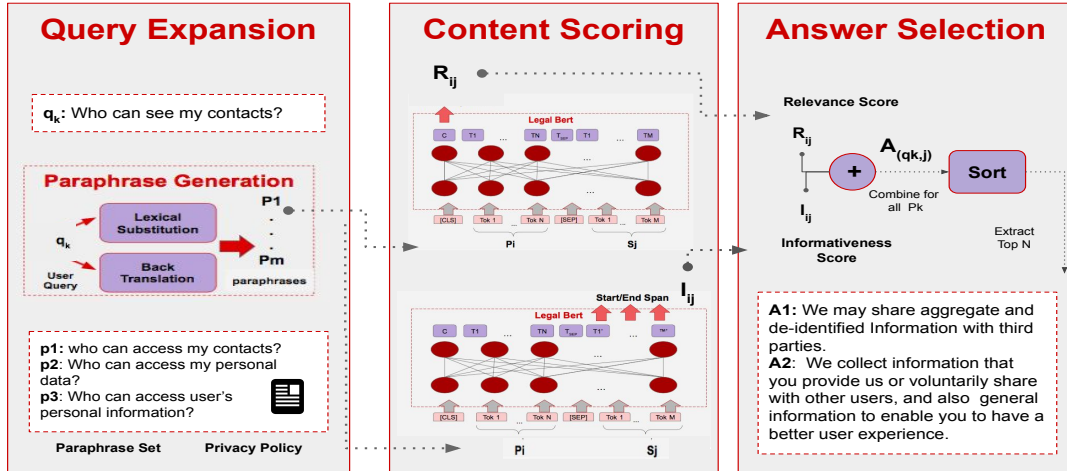 Query Expansion
qk: Who can see my contacts?
Paraphrase Generation
Lexical
Substitution
qk
User
Query
Back
Translation
P1
.
.
.
Pm
paraphrases
p1: who can access my contacts?
p2: Who can access my personal
data?
p3: Who can access user's
personal information?
Paraphrase Set
Privacy Policy
Content Scoring
Rij
Legal Bert
C T1 ... TN TSEP T1 ... TM
...
[CLS] Tok 1 ... Tok N [SEP] Tok 1 ... Tok M
Pi Sj
Iij
Start/End Span
Legal Bert
C T1 ... TN TSEP T1' ... TM'
...
[CLS] Tok 1 ... Tok N [SEP] Tok 1 ... Tok M
Pi Sj
Answer Selection
Relevance Score
Rij
+
A(qk,j)
Sort
Combine for
all Pk
Iij
Informativeness
Score
Extract
Top N
A1: We may share aggregate and
de-identified Information with third
parties.
A2: We collect information that
you provide us or voluntarily share
with other users, and also general
information to enable you to have a
better user experience.